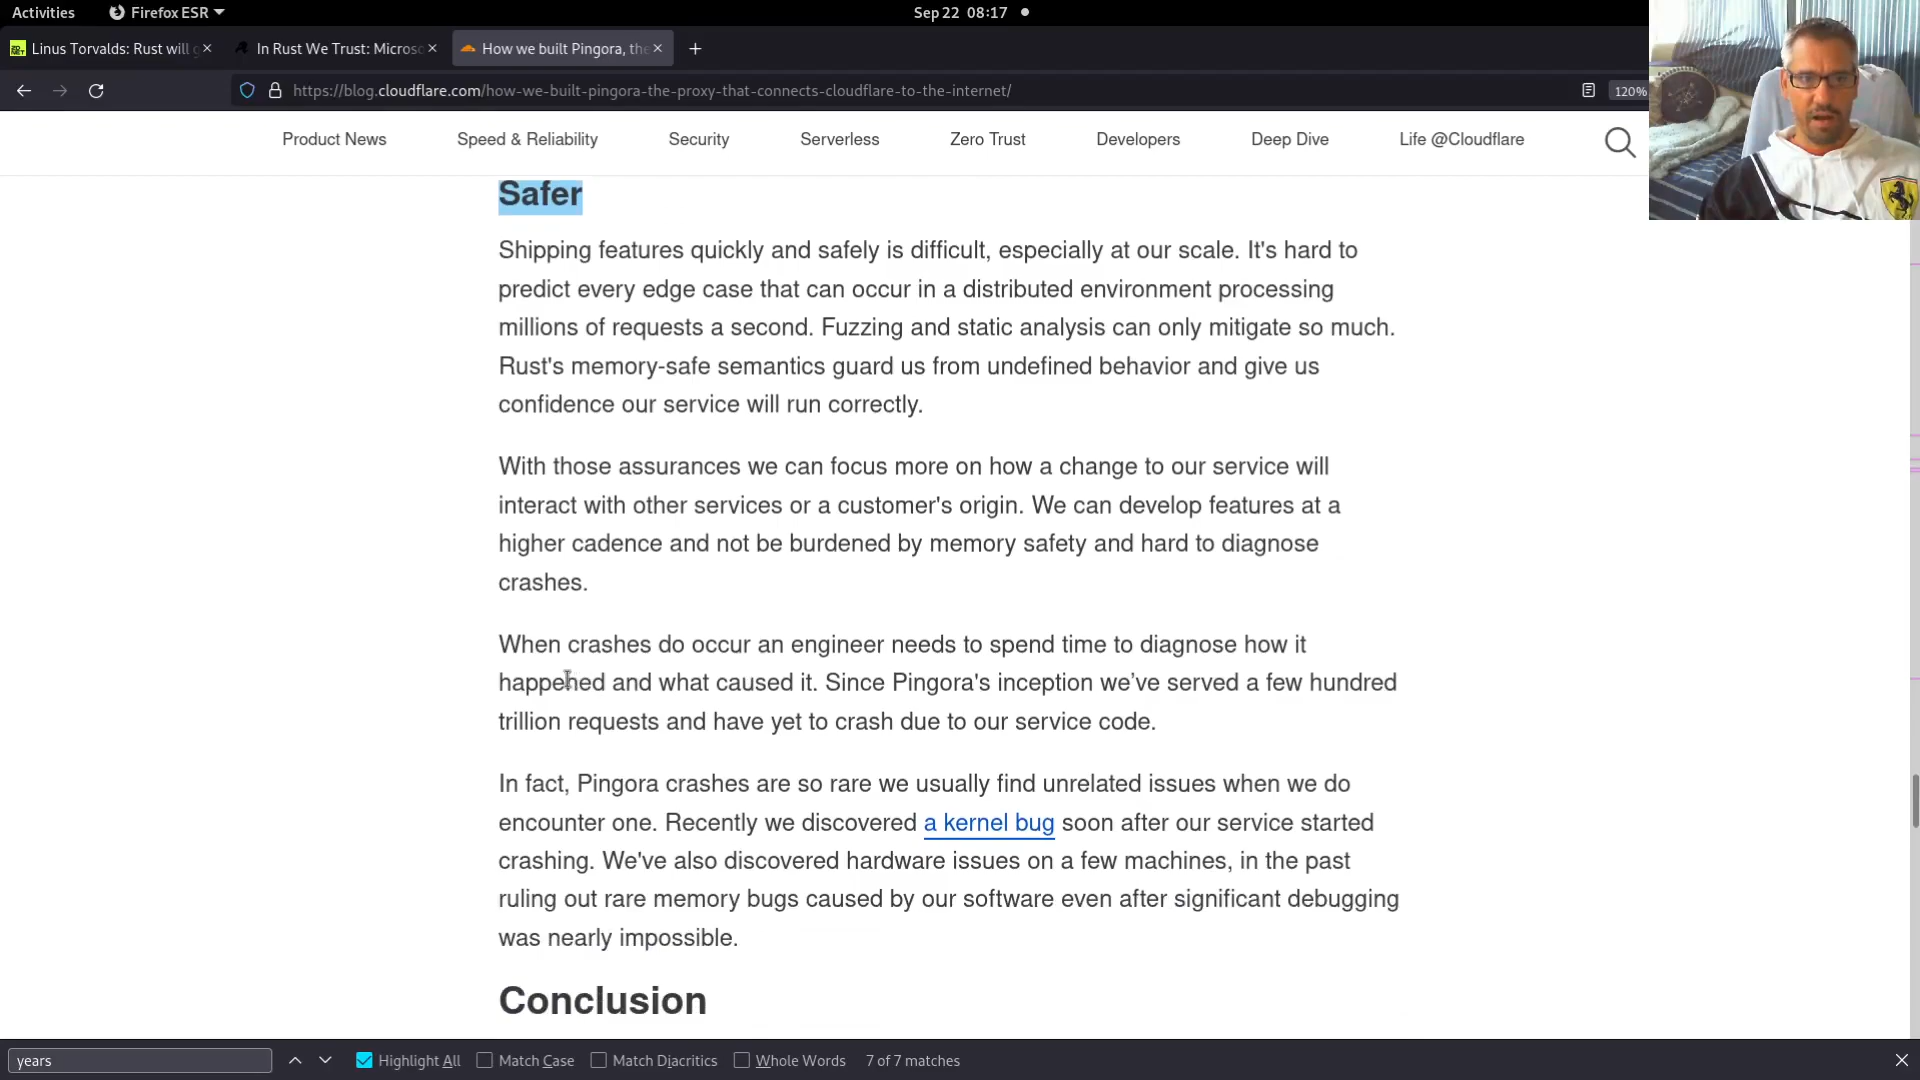 Activities
Firefox ESR
Sep 22 08:17
Linus Torvalds: Rust will
In Rust We Trust: Microso
How we built Pingora, the
https://blog.cloudflare.com/how-we-built-pingora-the-proxy-that-connects-cloudflare-to-the-internet/
120%
Product News
Speed & Reliability
Security
Serverless
Zero Trust
Developers
Deep Dive
Life @Cloudflare
Safer
Shipping features quickly and safely is difficult, especially at our scale. It's hard to
predict every edge case that can occur in a distributed environment processing
millions of requests a second. Fuzzing and static analysis can only mitigate so much.
Rust's memory-safe semantics guard us from undefined behavior and give us
confidence our service will run correctly.
With those assurances we can focus more on how a change to our service will
interact with other services or a customer's origin. We can develop features at a
higher cadence and not be burdened by memory safety and hard to diagnose
crashes.
When crashes do occur an engineer needs to spend time to diagnose how it
happened and what caused it. Since Pingora's inception we’ve served a few hundred
trillion requests and have yet to crash due to our service code.
In fact, Pingora crashes are so rare we usually find unrelated issues when we do
encounter one. Recently we discovered a kernel bug soon after our service started
crashing. We've also discovered hardware issues on a few machines, in the past
ruling out rare memory bugs caused by our software even after significant debugging
was nearly impossible.
Conclusion
years
Highlight All
Match Case
Match Diacritics
Whole Words
7 of 7 matches